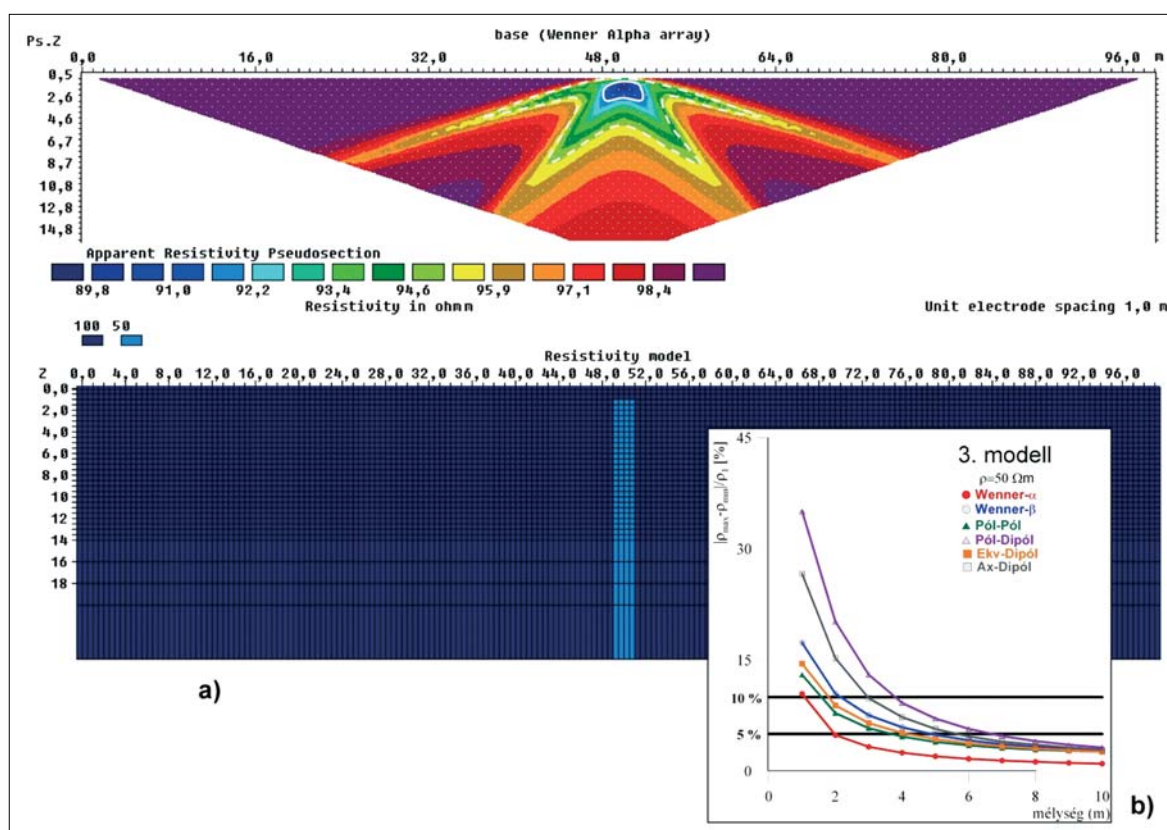 base (Wenner Alpha array)
Ps.Z
0,0 16,0 32,0 48,0 64,0 80,0 96,0 m
0,5
2,6
4,6
6,7
8,7
10,8
12,8
14,8
Apparent Resistivity Pseudosection
89,8 91,0 92,2 93,4 94,6 95,9 97,1 98,4
Resistivity in ohmm
Unit electrode spacing 1,0 m
100 50
Resistivity model
Z 0,0 4,0 8,0 12,0 16,0 20,0 24,0 28,0 32,0 36,0 40,0 44,0 48,0 52,0 56,0 60,0 64,0 68,0 72,0 76,0 80,0 84,0 88,0 92,0 96,0
0,0
2,0
4,0
6,0
8,0
10
12
14
16
18
a)
45
30
15
10 %
5 %
0
|ρmax-ρmin|/ρ1 [%]
3. modell
ρ=50 Ωm
Wenner-α
Wenner-β
Pól-Pól
Pól-Dipól
Ekv-Dipól
Ax-Dipól
0 2 4 6 8 10
mélység (m)
b)